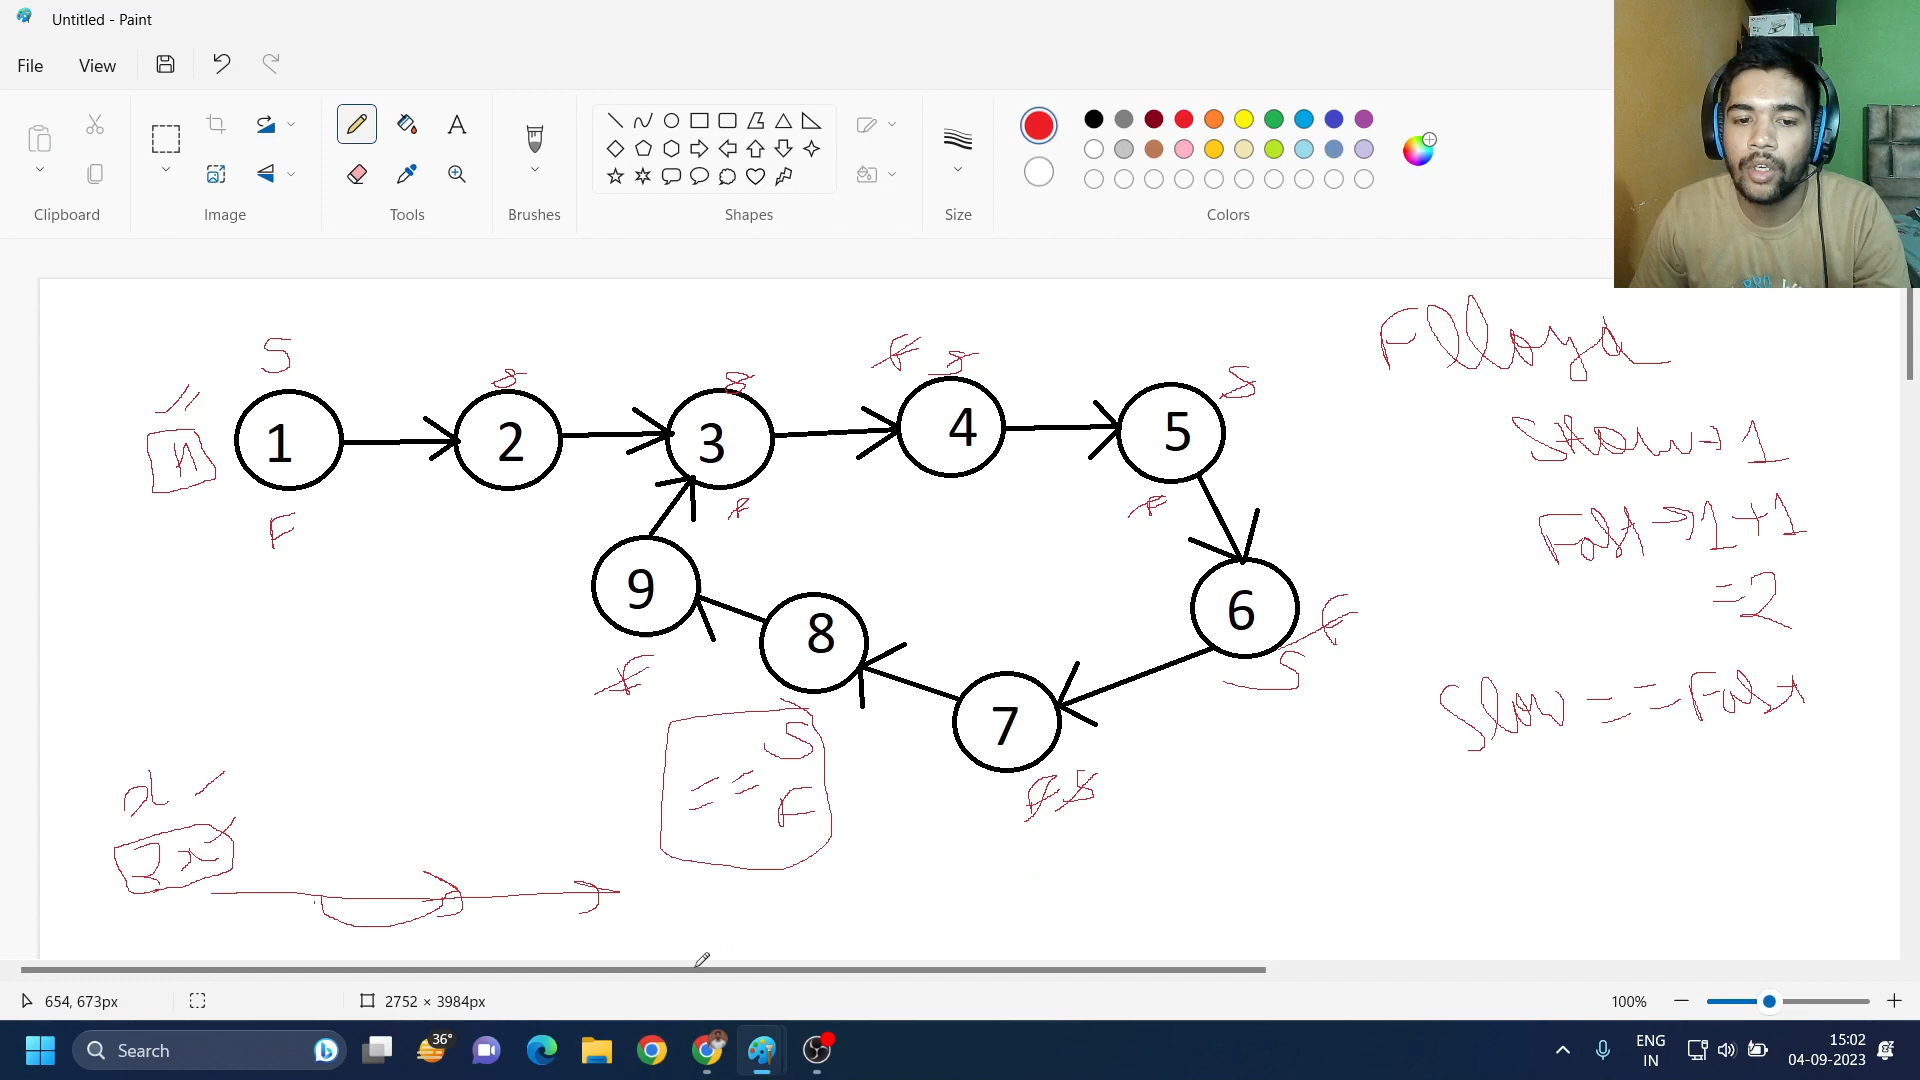 Untitled - Paint
File
View
Clipboard
Image
Tools
Brushes
Shapes
Size
Colors
S
F
n
1
2
3
4
5
6
7
8
9
S
F
S
==
F
Slow → 1
Fast → 1+1
=2
Slow == Fast
2x
654, 673px
2752 × 3984px
100%
Search
36°
ENG
IN
15:02
04-09-2023